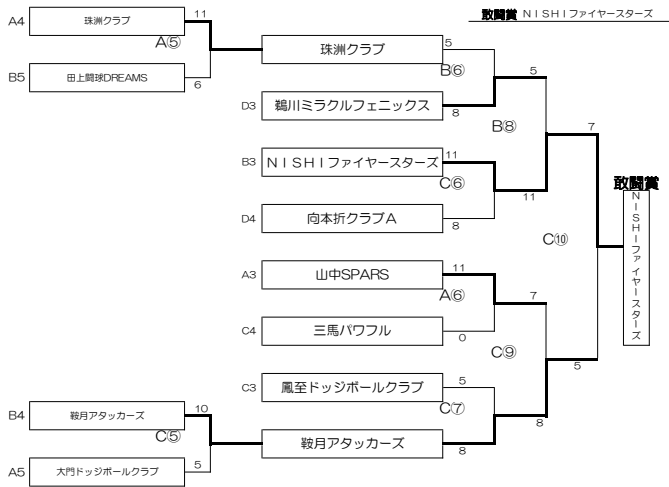 敢闘賞 NISHIファイヤースターズ
A4 珠洲クラブ 11
A⑤
B5 田上闘球DREAMS 6
珠洲クラブ 5
B⑥
D3 鵜川ミラクルフェニックス 8
5
B⑧
B3 NISHIファイヤースターズ 11
C⑥
11
D4 向本折クラブA 8
7
C⑩
5
敢闘賞
NISHIファイヤースターズ
A3 山中SPARS 11
A⑥
7
C4 三馬パワフル 0
C⑨
C3 鳳至ドッジボールクラブ 5
C⑦
8
B4 鞍月アタッカーズ 10
C⑤
鞍月アタッカーズ 8
A5 大門ドッジボールクラブ 5